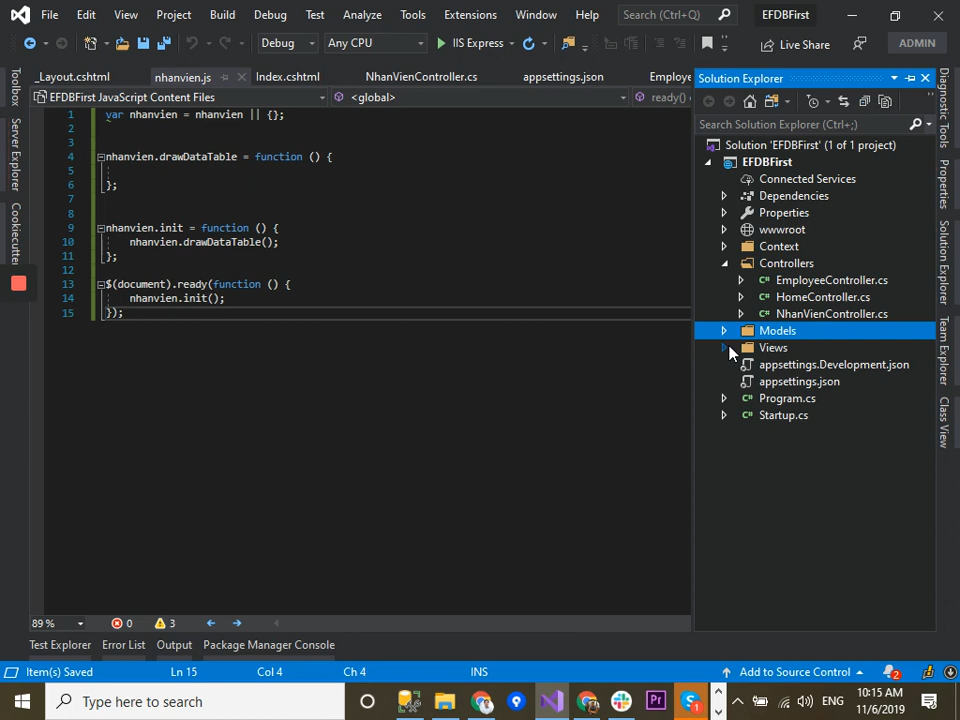 File Edit View Project Build Debug Test Analyze Tools Extensions Window Help Search (Ctrl+Q) EFDBFirst
Debug Any CPU IIS Express Live Share ADMIN
_Layout.cshtml nhanvien.js Index.cshtml NhanVienController.cs appsettings.json Employe
EFDBFirst JavaScript Content Files <global> ready()
1 var nhanvien = nhanvien || {};
2
3
4 nhanvien.drawDataTable = function () {
5
6 };
7
8
9 nhanvien.init = function () {
10 nhanvien.drawDataTable();
11 };
12
13 $(document).ready(function () {
14 nhanvien.init();
15 });
Toolbox
Server Explorer
Cookiecutter
Solution Explorer
Search Solution Explorer (Ctrl+;)
Solution 'EFDBFirst' (1 of 1 project)
EFDBFirst
Connected Services
Dependencies
Properties
wwwroot
Context
Controllers
EmployeeController.cs
HomeController.cs
NhanVienController.cs
Models
Views
appsettings.Development.json
appsettings.json
Program.cs
Startup.cs
Diagnostic Tools
Properties
Solution Explorer
Team Explorer
Class View
89 % 0 3
Test Explorer Error List Output Package Manager Console
Item(s) Saved Ln 15 Col 4 Ch 4 INS Add to Source Control 2
Type here to search Pr S 1 ENG 10:15 AM
11/6/2019